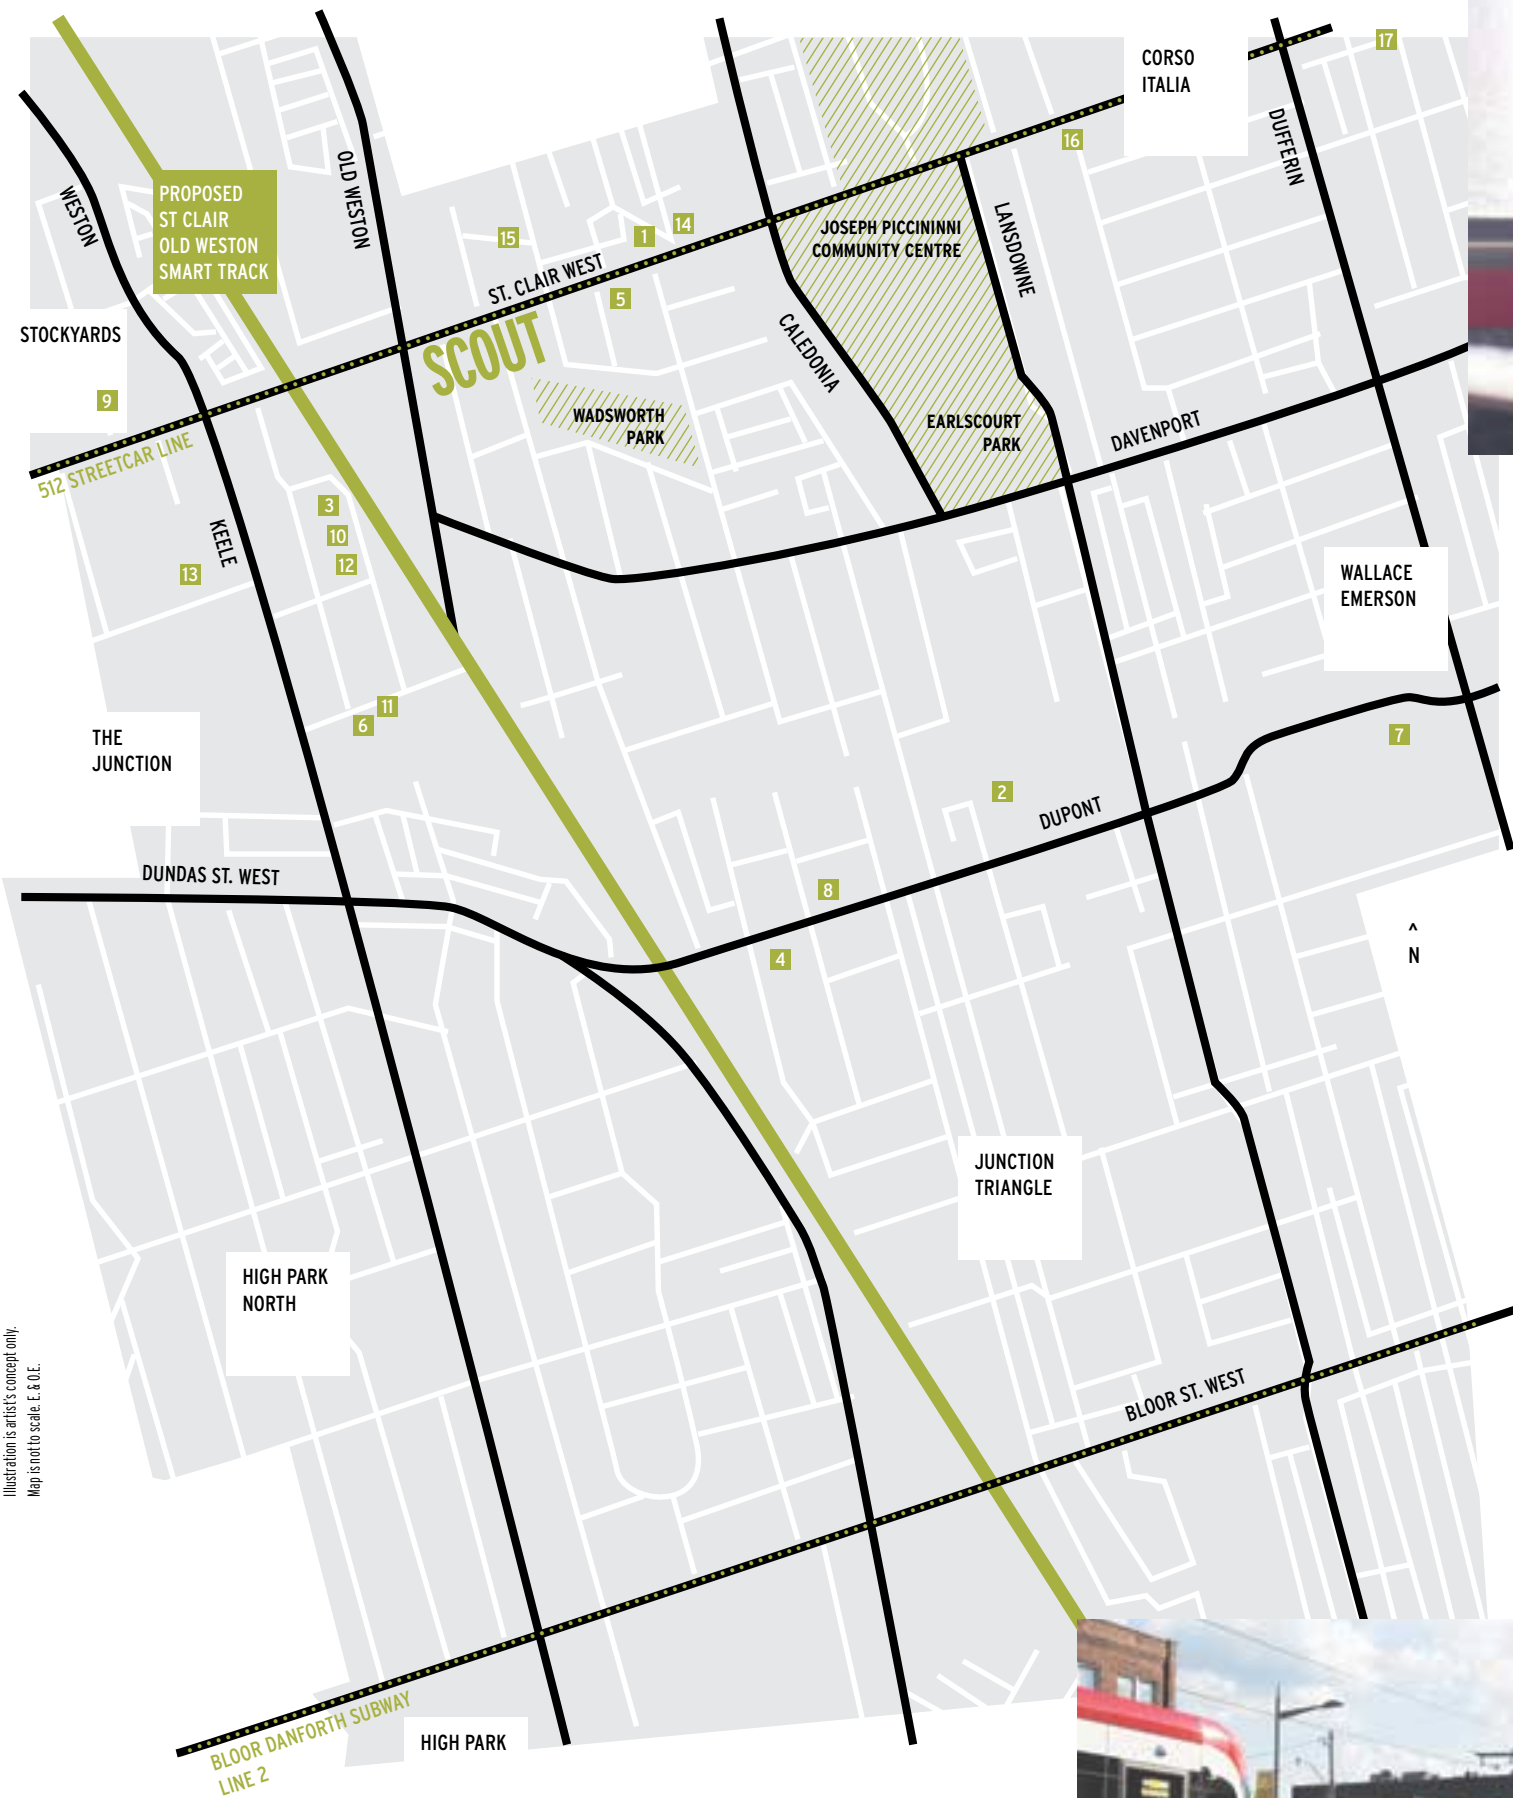 17
CORSO
ITALIA
16
DUFFERIN
OLD WESTON
WESTON
PROPOSED
ST CLAIR
OLD WESTON
SMART TRACK
15
1
14
JOSEPH PICCININNI
COMMUNITY CENTRE
LANSDOWNE
ST. CLAIR WEST
5
STOCKYARDS
SCOUT
CALEDONIA
9
WADSWORTH
PARK
EARLSCOURT
PARK
DAVENPORT
512 STREETCAR LINE
3
10
12
KEELE
13
WALLACE
EMERSON
11
6
THE
JUNCTION
7
2
DUPONT
DUNDAS ST. WEST
8
4
^
N
JUNCTION
TRIANGLE
HIGH PARK
NORTH
Illustration is artist's concept only.
Map is not to scale. E. & O.E.
BLOOR ST. WEST
BLOOR DANFORTH SUBWAY
LINE 2
HIGH PARK